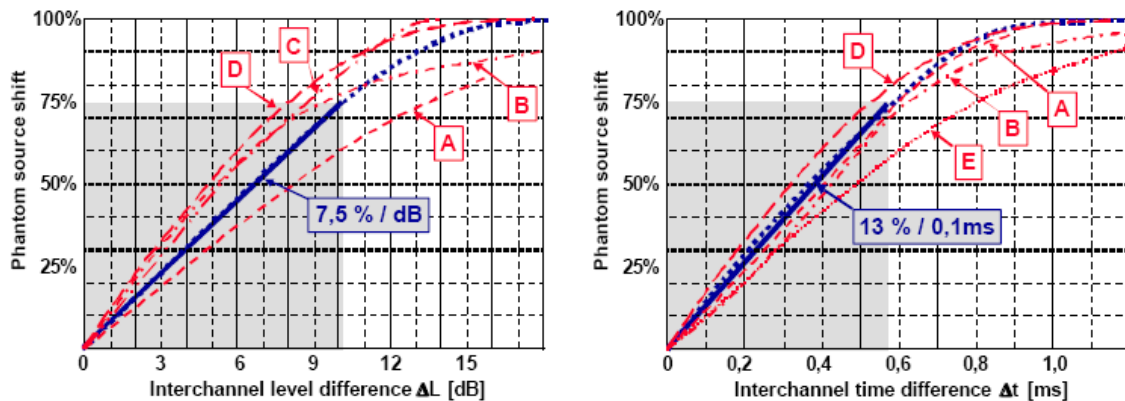 Phantom source shift
100%
75%
50%
25%
D
C
B
A
7,5 % / dB
0
3
6
9
12
15
Interchannel level difference ΔL [dB]
Phantom source shift
100%
75%
50%
25%
D
A
B
E
13 % / 0,1ms
0
0,2
0,4
0,6
0,8
1,0
Interchannel time difference Δt [ms]